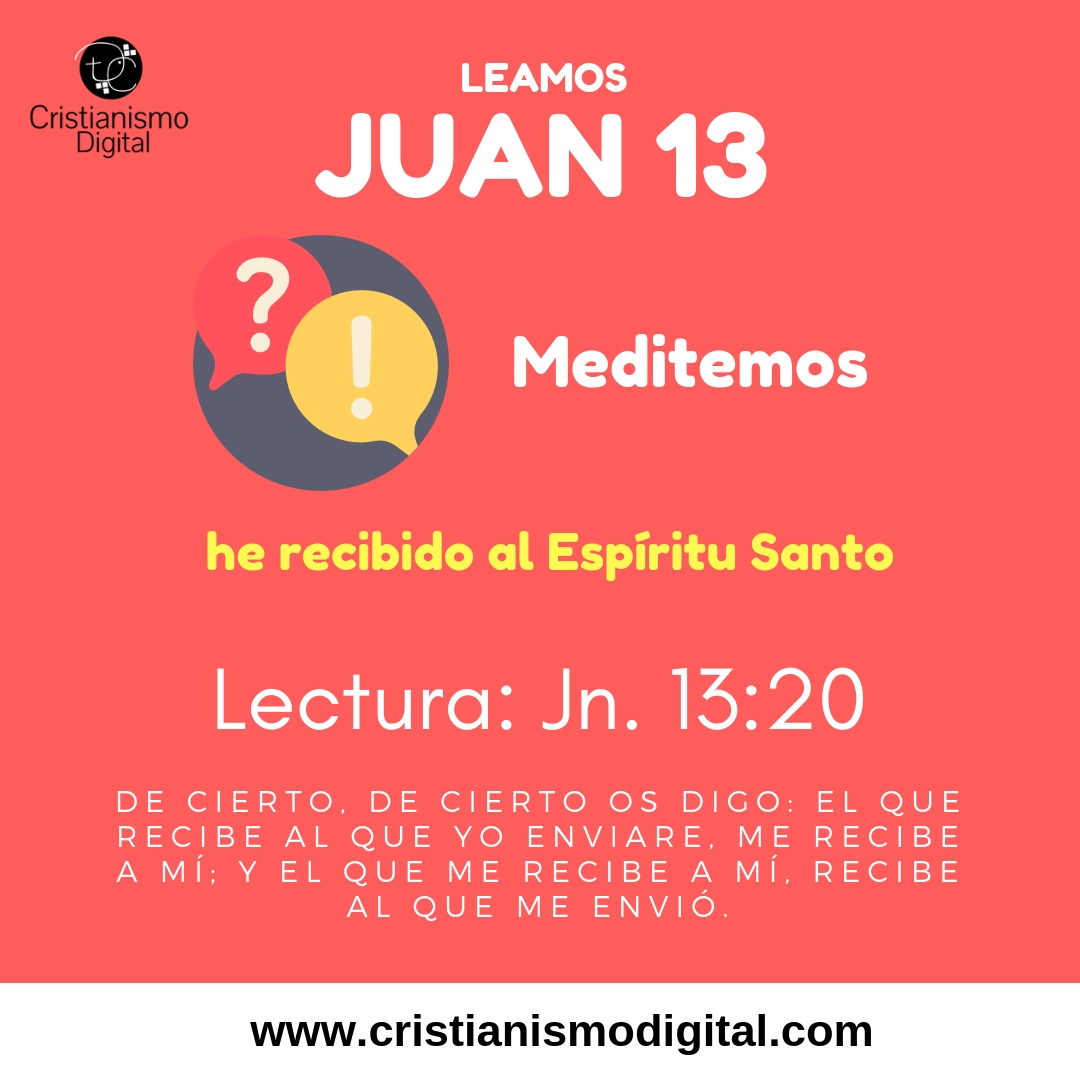 Cristianismo
Digital
LEAMOS
JUAN 13
?
!
Meditemos
he recibido al Espíritu Santo
Lectura: Jn. 13:20
DE CIERTO, DE CIERTO OS DIGO: EL QUE
RECIBE AL QUE YO ENVIARE, ME RECIBE
A MÍ; Y EL QUE ME RECIBE A MÍ, RECIBE
AL QUE ME ENVIÓ.
www.cristianismodigital.com